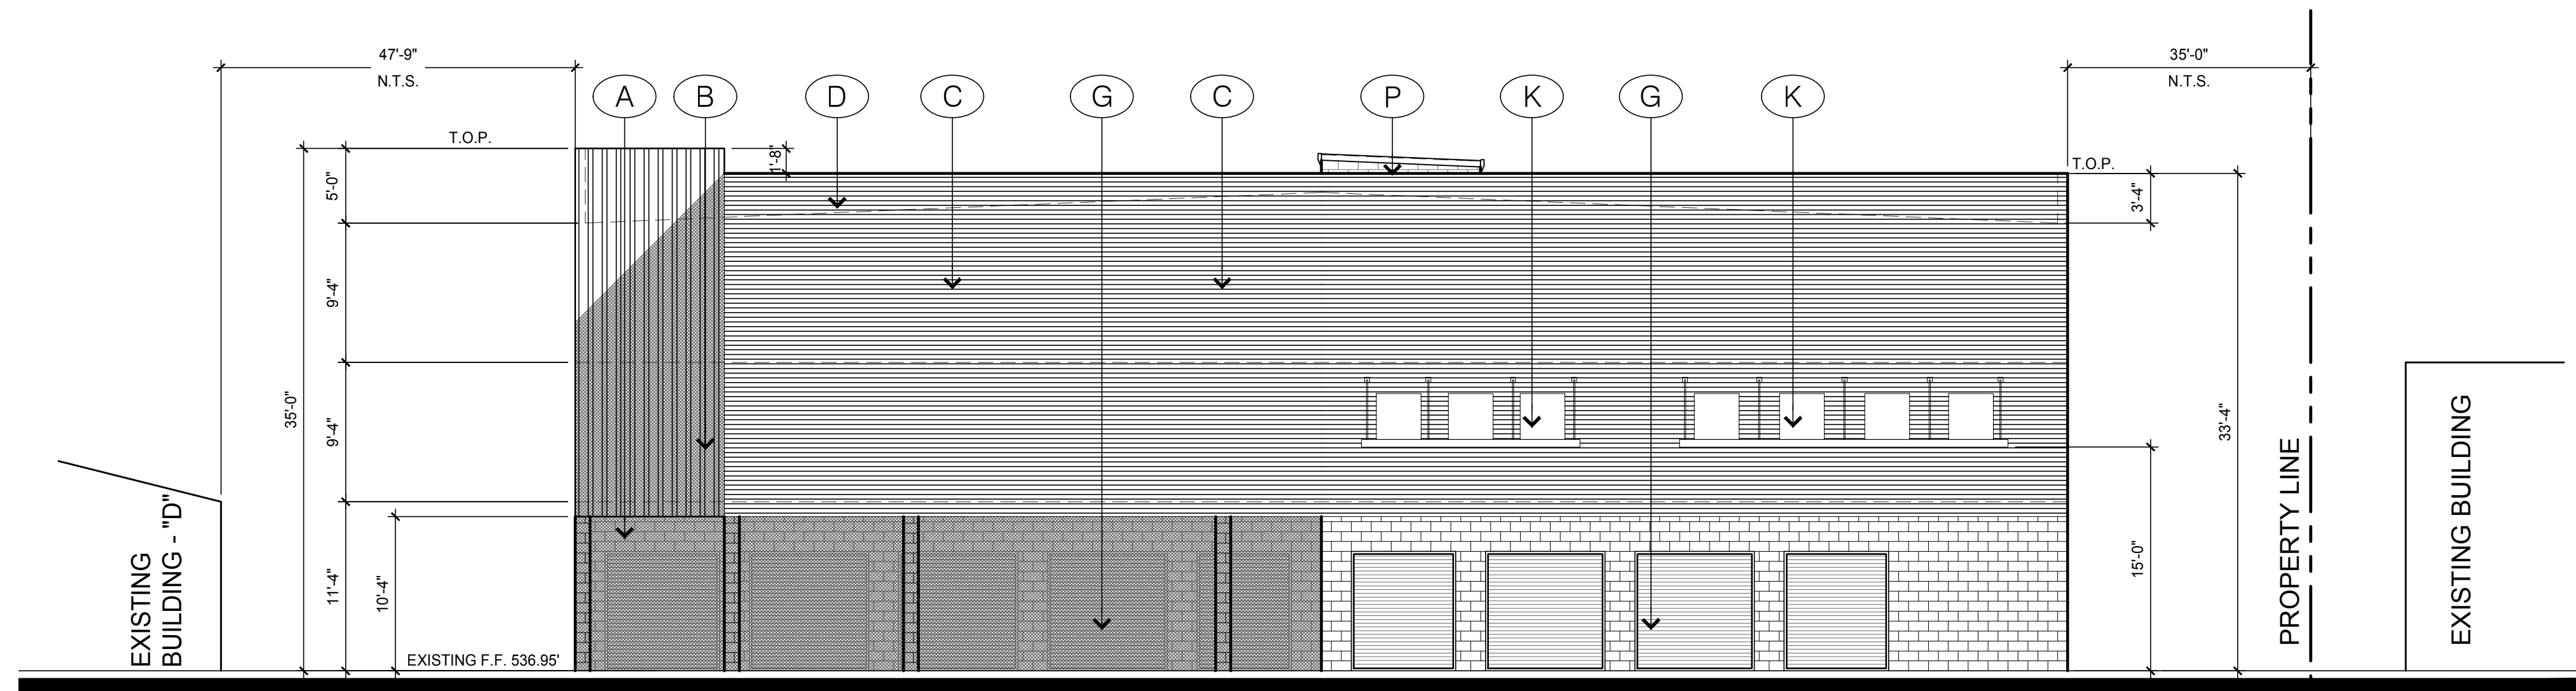 47'-9"
N.T.S.
35'-0"
N.T.S.
A B D C G C P K G K
T.O.P.
1'-8"
T.O.P.
5'-0"
3'-4"
9'-4"
9'-4"
35'-0"
33'-4"
11'-4"
10'-4"
15'-0"
EXISTING
BUILDING - "D"
EXISTING F.F. 536.95'
PROPERTY LINE
EXISTING BUILDING